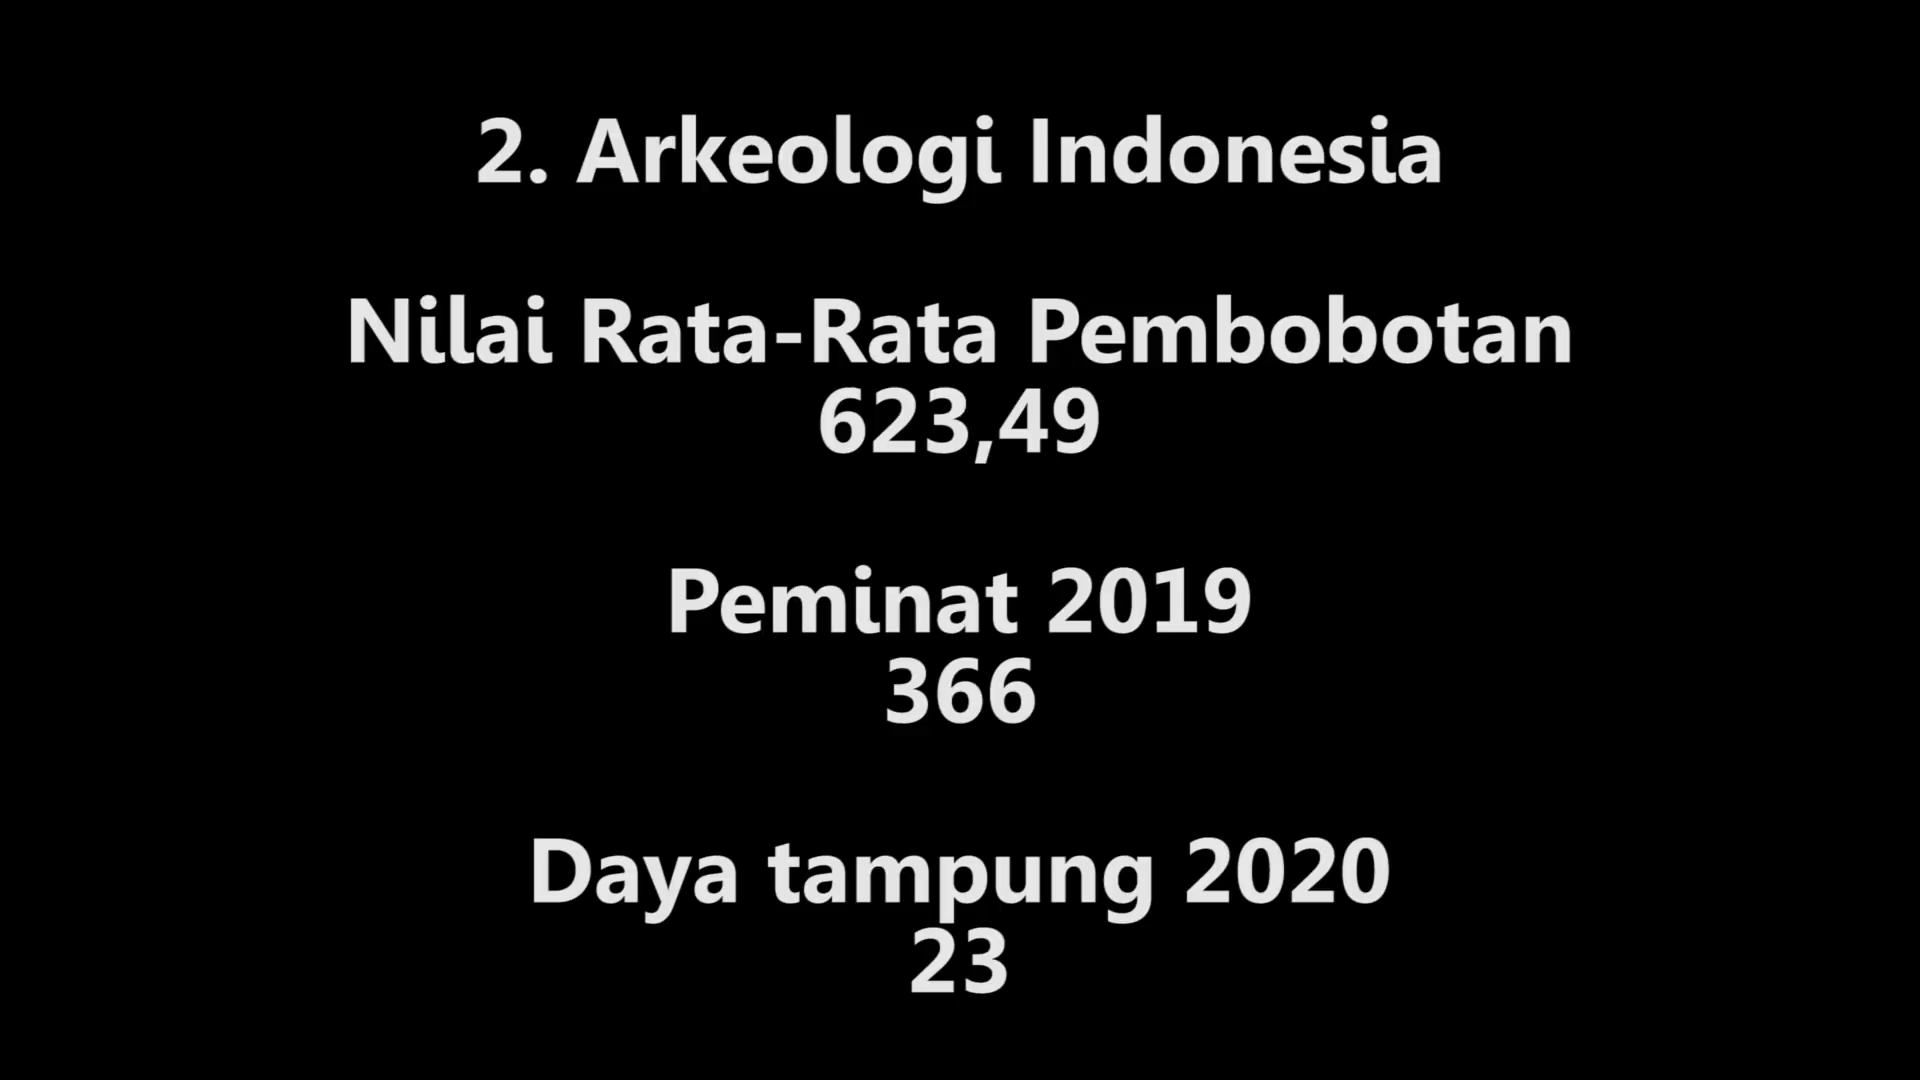 2. Arkeologi Indonesia
Nilai Rata-Rata Pembobotan
623,49
Peminat 2019
366
Daya tampung 2020
23